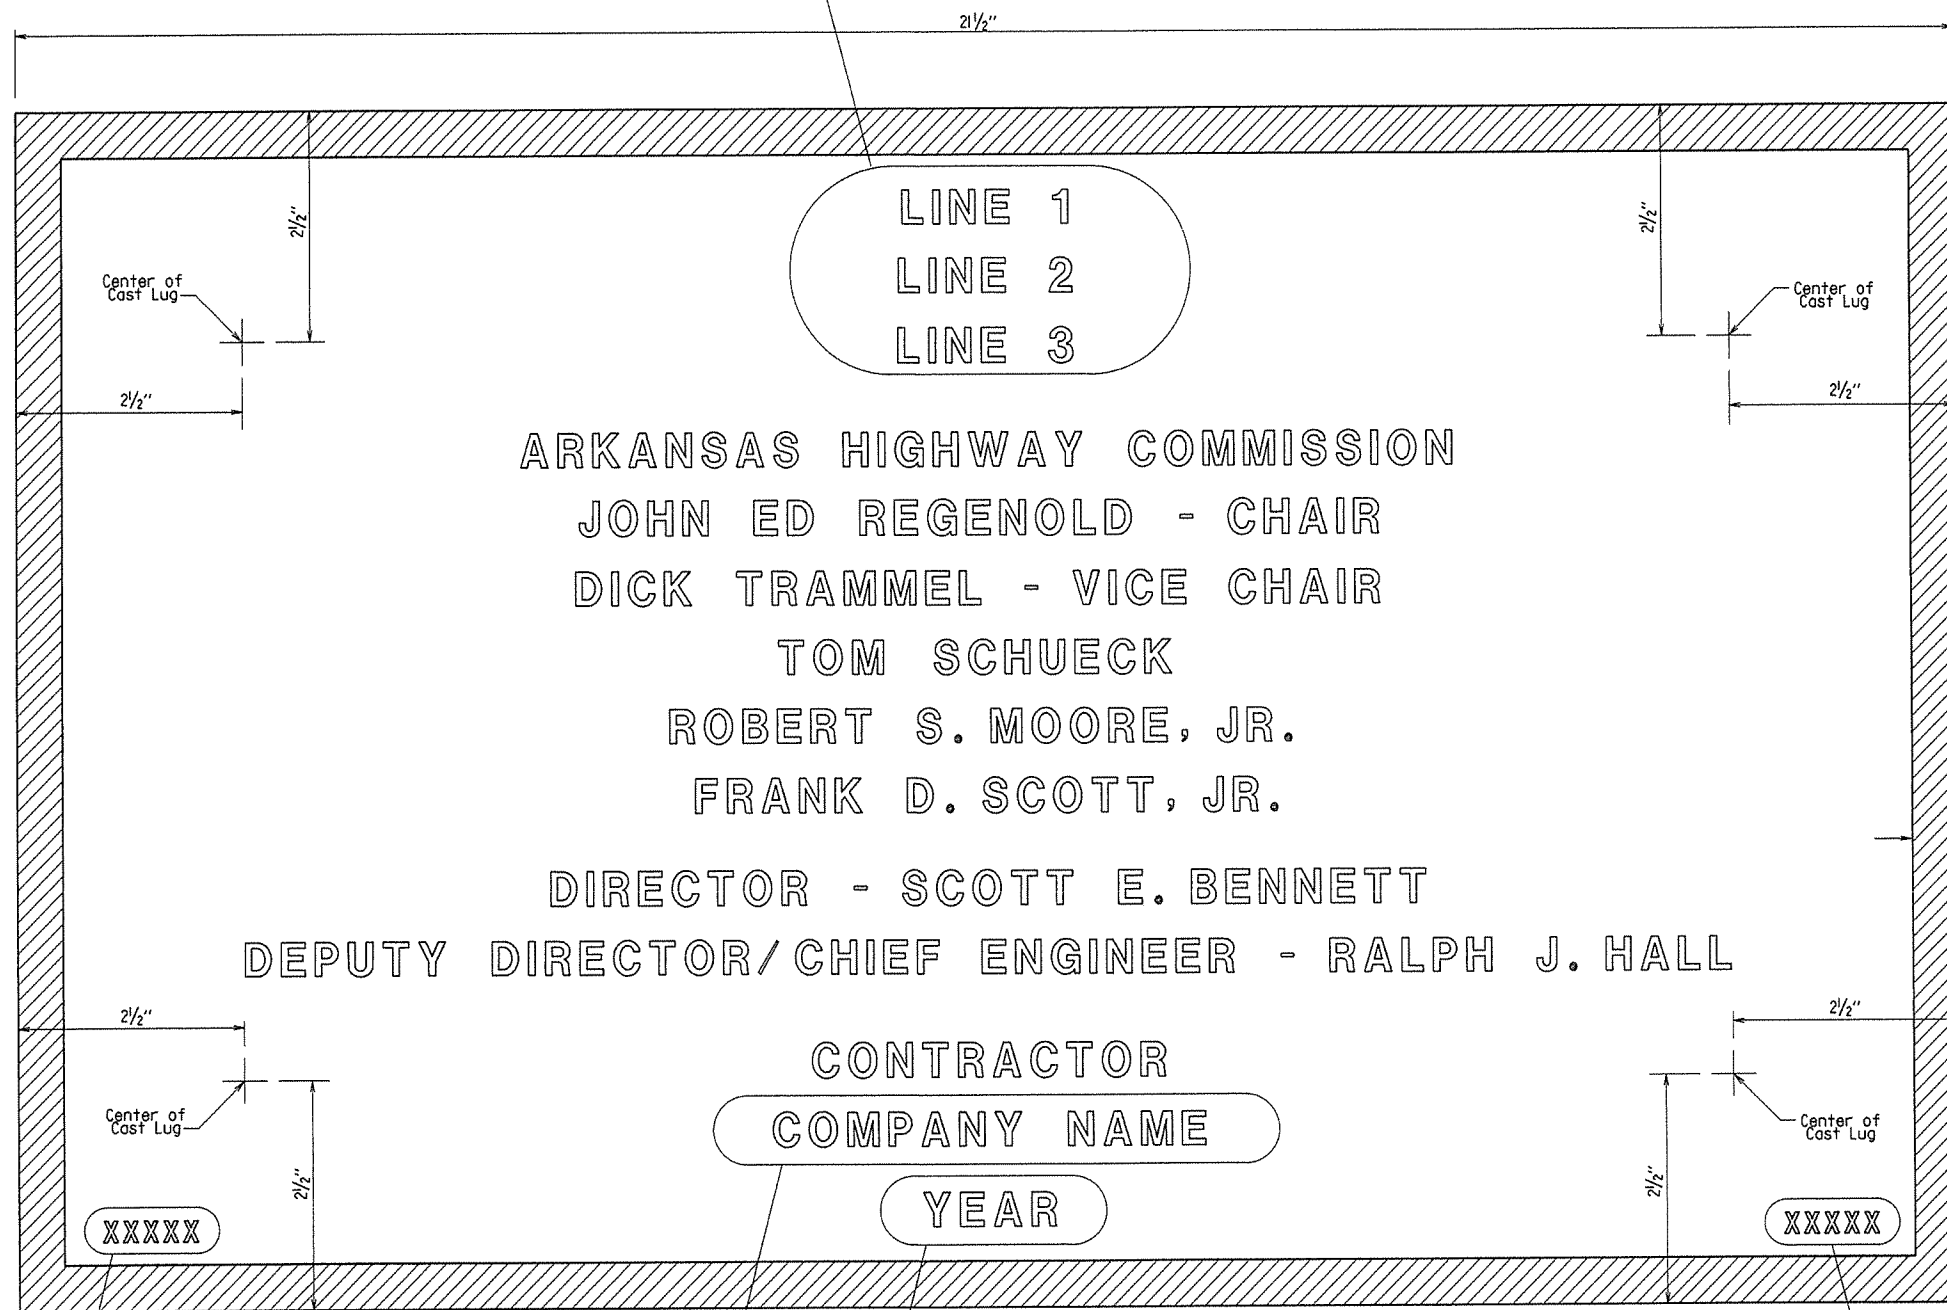 21½"
LINE 1
2½"
2½"
LINE 2
Center of
Cast Lug
Center of
Cast Lug
LINE 3
2½"
2½"
ARKANSAS HIGHWAY COMMISSION
JOHN ED REGENOLD - CHAIR
DICK TRAMMEL - VICE CHAIR
TOM SCHUECK
ROBERT S. MOORE, JR.
FRANK D. SCOTT, JR.
DIRECTOR - SCOTT E. BENNETT
DEPUTY DIRECTOR/CHIEF ENGINEER - RALPH J. HALL
2½"
2½"
CONTRACTOR
Center of
Cast Lug
COMPANY NAME
Center of
Cast Lug
2½"
2½"
YEAR
XXXXX
XXXXX